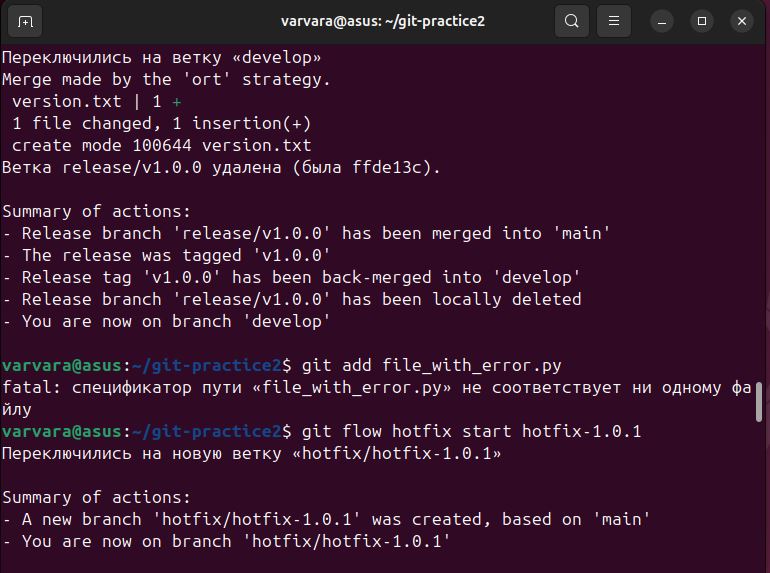 varvara@asus: ~/git-practice2
Переключились на ветку «develop»
Merge made by the 'ort' strategy.
 version.txt | 1 +
 1 file changed, 1 insertion(+)
 create mode 100644 version.txt
Ветка release/v1.0.0 удалена (была ffde13c).

Summary of actions:
- Release branch 'release/v1.0.0' has been merged into 'main'
- The release was tagged 'v1.0.0'
- Release tag 'v1.0.0' has been back-merged into 'develop'
- Release branch 'release/v1.0.0' has been locally deleted
- You are now on branch 'develop'

varvara@asus:~/git-practice2$ git add file_with_error.py
fatal: спецификатор пути «file_with_error.py» не соответствует ни одному фа
йлу
varvara@asus:~/git-practice2$ git flow hotfix start hotfix-1.0.1
Переключились на новую ветку «hotfix/hotfix-1.0.1»

Summary of actions:
- A new branch 'hotfix/hotfix-1.0.1' was created, based on 'main'
- You are now on branch 'hotfix/hotfix-1.0.1'